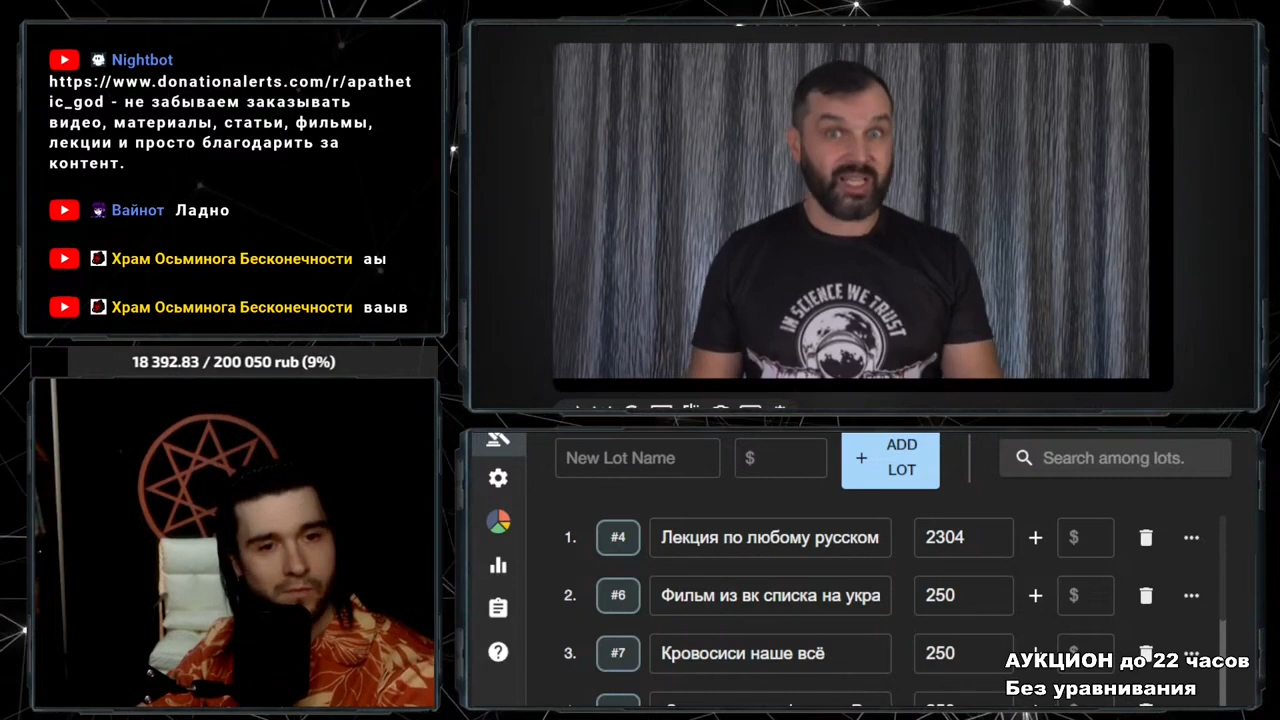 Nightbot
https://www.donationalerts.com/r/apathet
ic_god - не забываем заказывать
видео, материалы, статьи, фильмы,
лекции и просто благодарить за
контент.
Вайнот Ладно
Храм Осьминога Бесконечности аы
Храм Осьминога Бесконечности ваыв
18 392.83 / 200 050 rub (9%)
IN SCIENCE WE TRUST
New Lot Name
$
+ ADD
LOT
Search among lots.
1. #4 Лекция по любому русском 2304 + $
2. #6 Фильм из вк списка на укра 250 + $
3. #7 Кровосиси наше всё 250 + $
АУКЦИОН до 22 часов
Без уравнивания